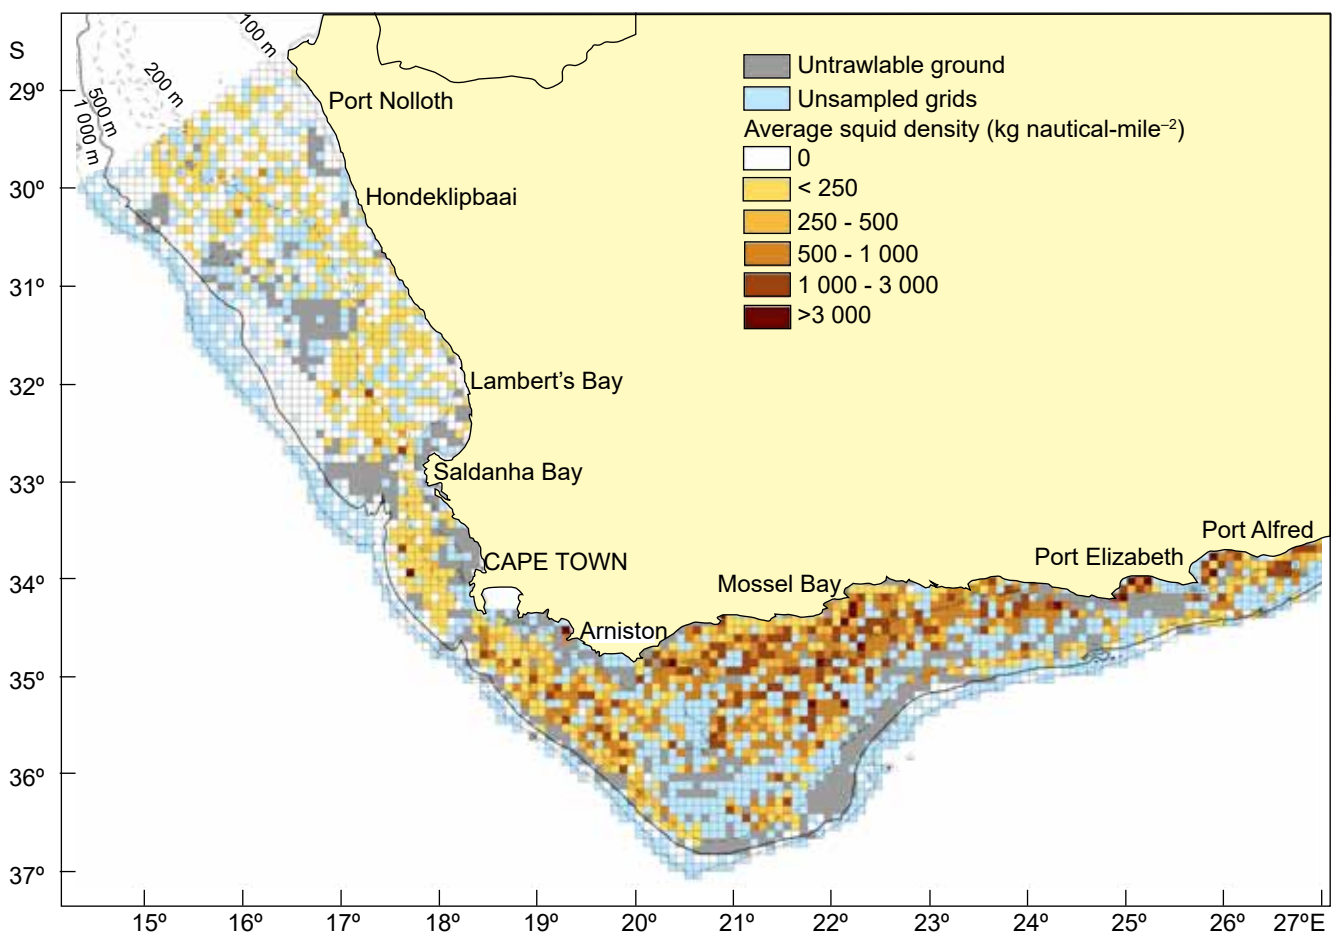 S
100 m
200 m
500 m
1 000 m
29º
30º
31º
32º
33º
34º
35º
36º
37º
Port Nolloth
Hondeklipbaai
Lambert's Bay
Saldanha Bay
CAPE TOWN
Arniston
Mossel Bay
Port Elizabeth
Port Alfred
Untrawlable ground
Unsampled grids
Average squid density (kg nautical-mile⁻²)
0
< 250
250 - 500
500 - 1 000
1 000 - 3 000
>3 000
15º 16º 17º 18º 19º 20º 21º 22º 23º 24º 25º 26º 27ºE